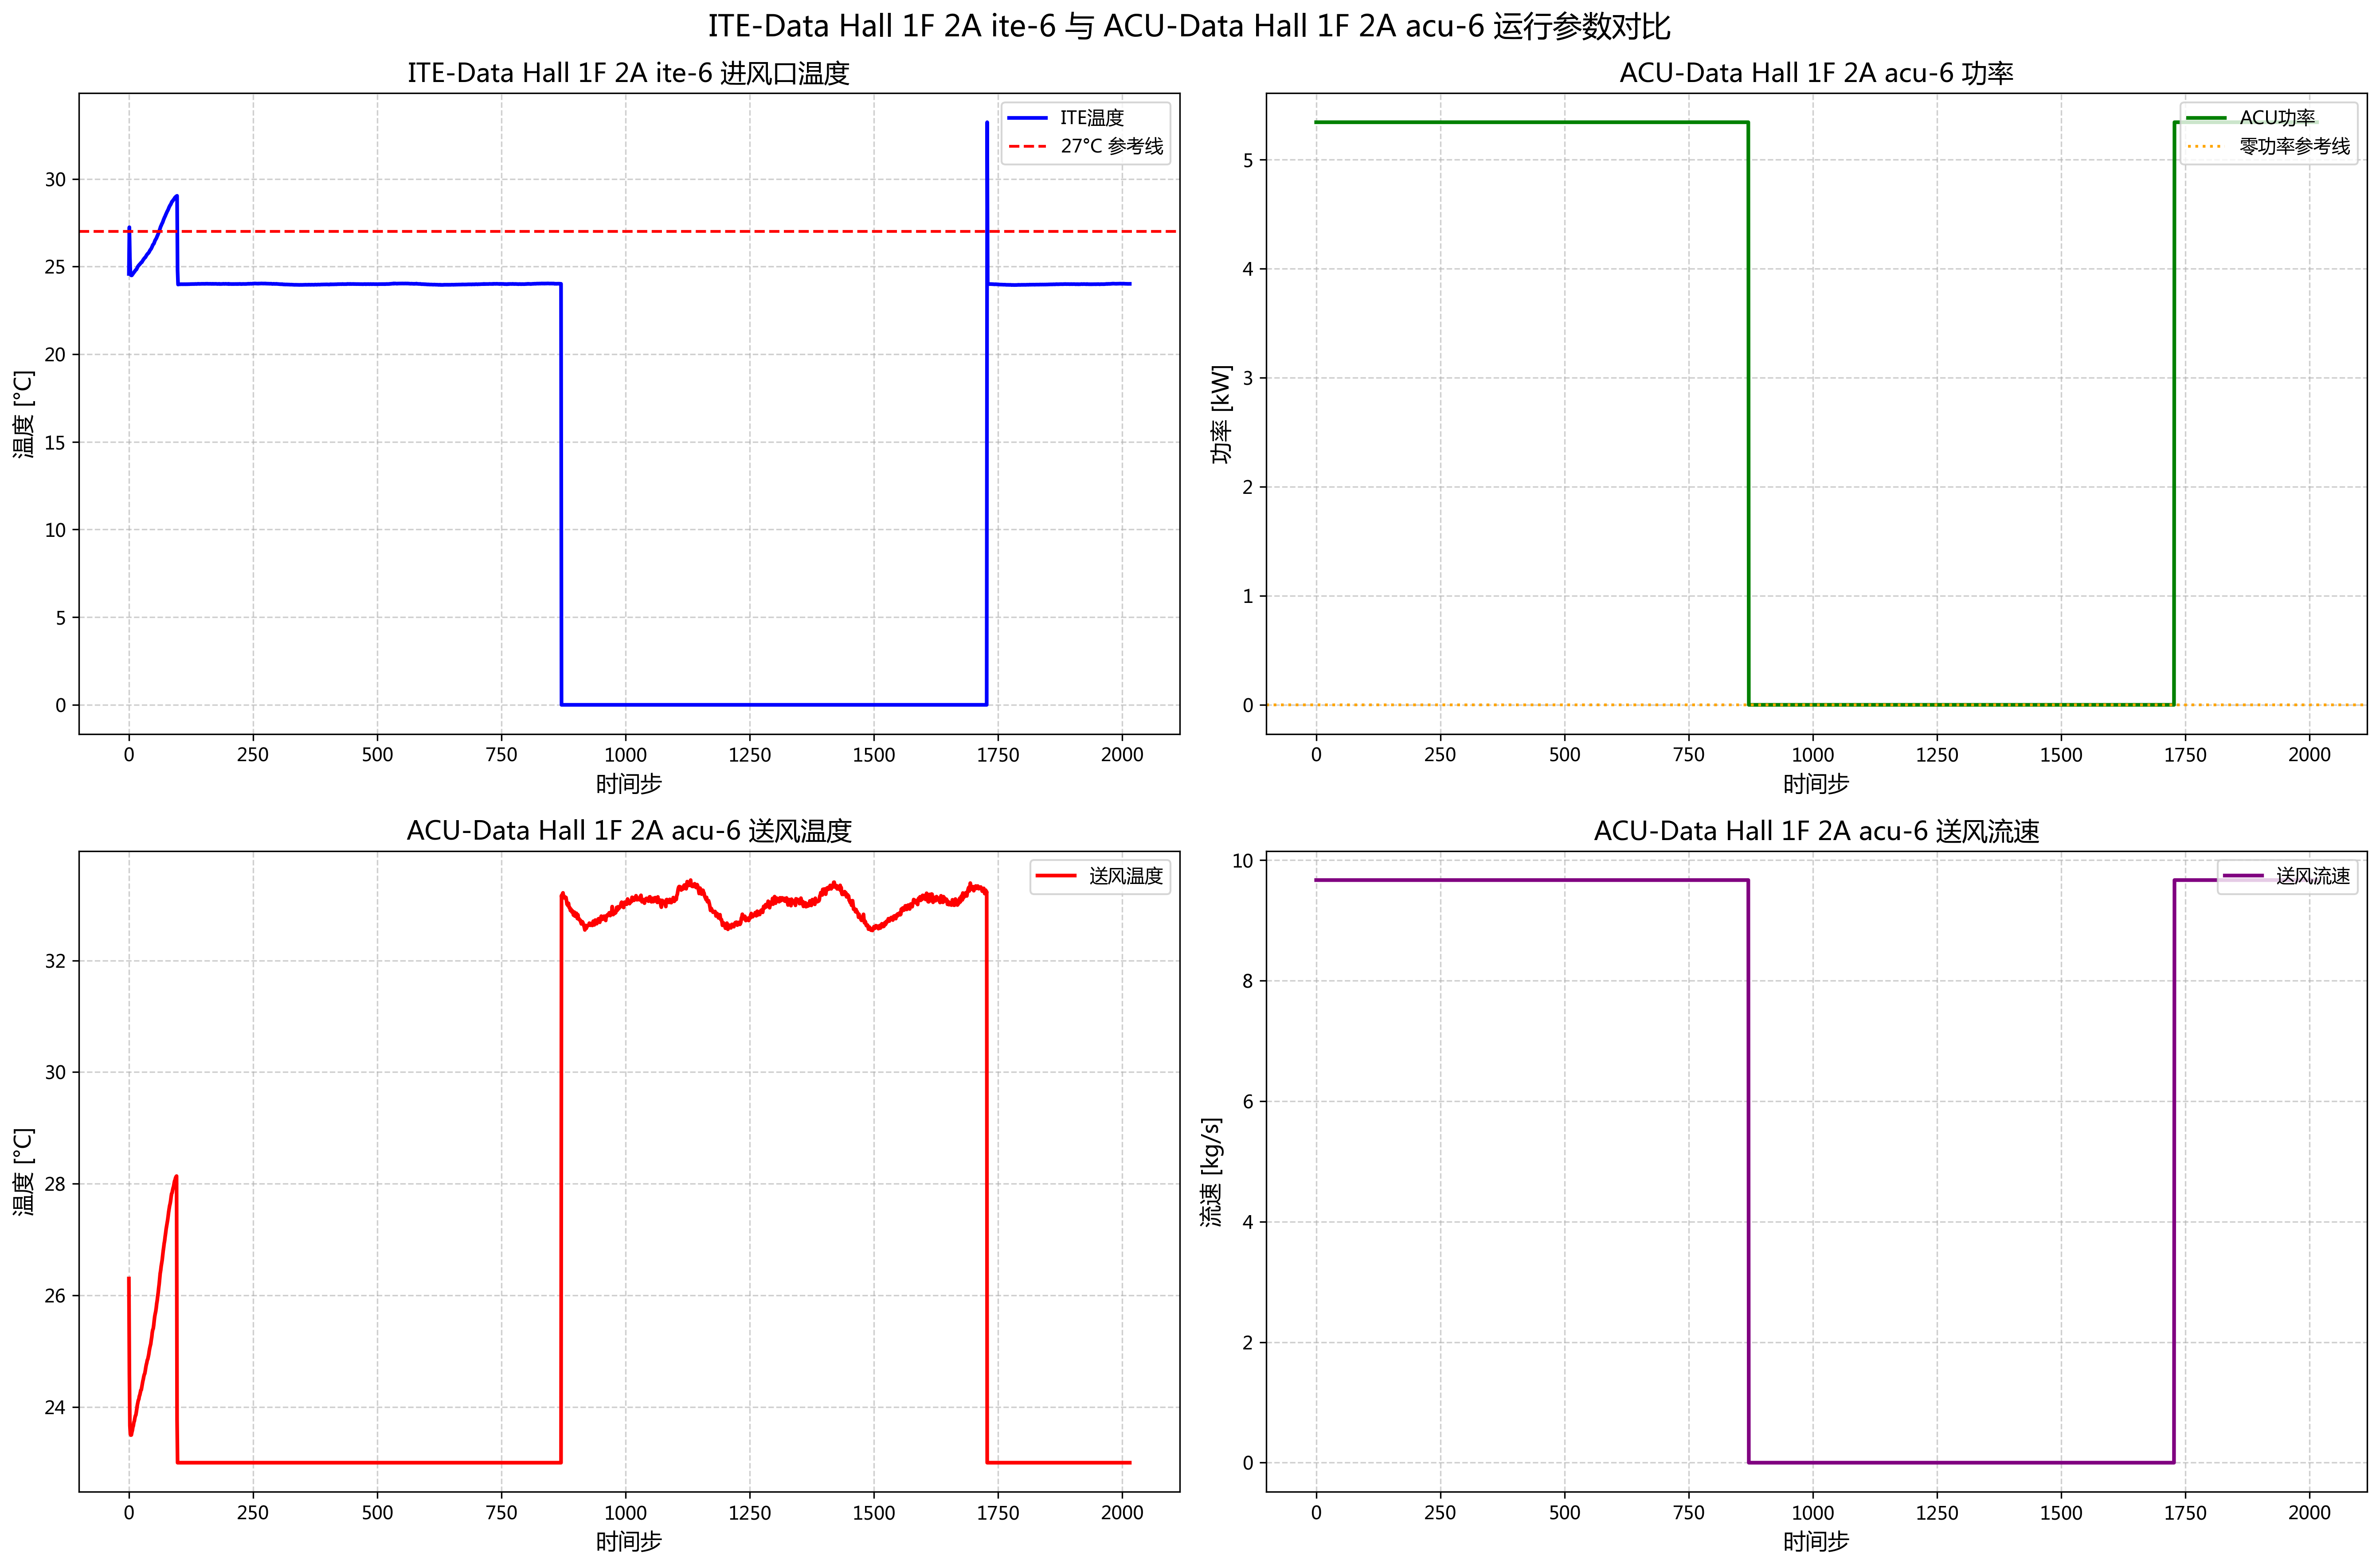 ITE-Data Hall 1F 2A ite-6 与 ACU-Data Hall 1F 2A acu-6 运行参数对比
ITE-Data Hall 1F 2A ite-6 进风口温度
ITE温度
27°C 参考线
温度 [°C]
30
25
20
15
10
5
0
0 250 500 750 1000 1250 1500 1750 2000
时间步
ACU-Data Hall 1F 2A acu-6 功率
ACU功率
零功率参考线
功率 [kW]
5
4
3
2
1
0
0 250 500 750 1000 1250 1500 1750 2000
时间步
ACU-Data Hall 1F 2A acu-6 送风温度
送风温度
温度 [°C]
32
30
28
26
24
0 250 500 750 1000 1250 1500 1750 2000
时间步
ACU-Data Hall 1F 2A acu-6 送风流速
送风流速
流速 [kg/s]
10
8
6
4
2
0
0 250 500 750 1000 1250 1500 1750 2000
时间步